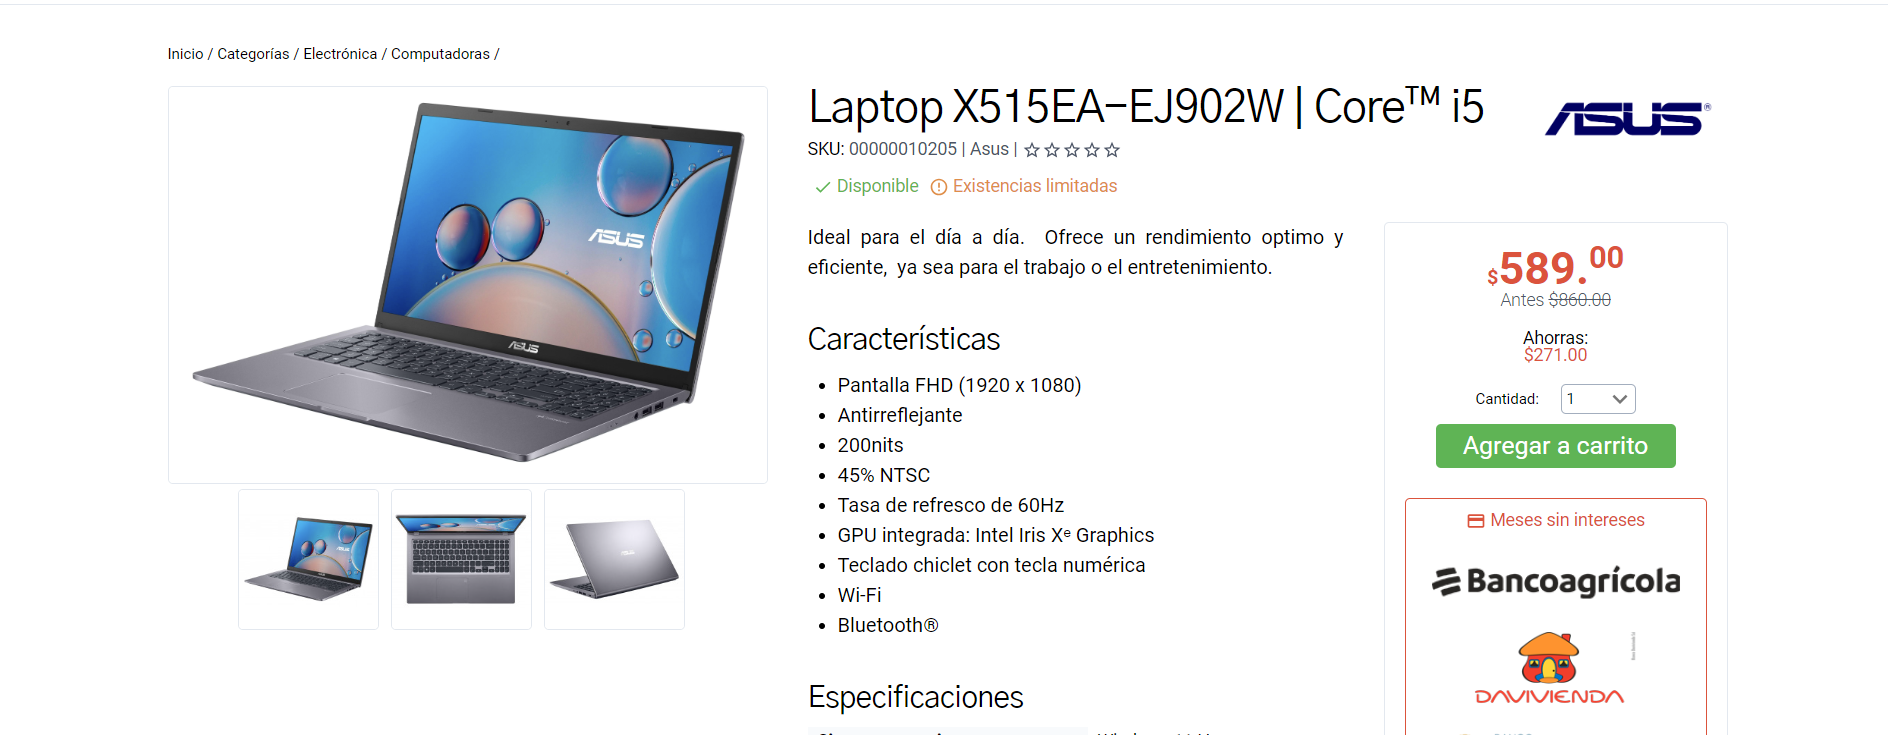 Inicio / Categorías / Electrónica / Computadoras /
ASUS
ASUS
Laptop X515EA-EJ902W | Core™ i5
ASUS®
SKU: 00000010205 | Asus |
Disponible Existencias limitadas
Ideal para el día a día. Ofrece un rendimiento optimo y
eficiente, ya sea para el trabajo o el entretenimiento.
Características
Pantalla FHD (1920 x 1080)
Antirreflejante
200nits
45% NTSC
Tasa de refresco de 60Hz
GPU integrada: Intel Iris Xᵉ Graphics
Teclado chiclet con tecla numérica
Wi-Fi
Bluetooth®
Especificaciones
$589.00
Antes $860.00
Ahorras:
$271.00
Cantidad: 1
Agregar a carrito
Meses sin intereses
Bancoagrícola
DAVIVIENDA